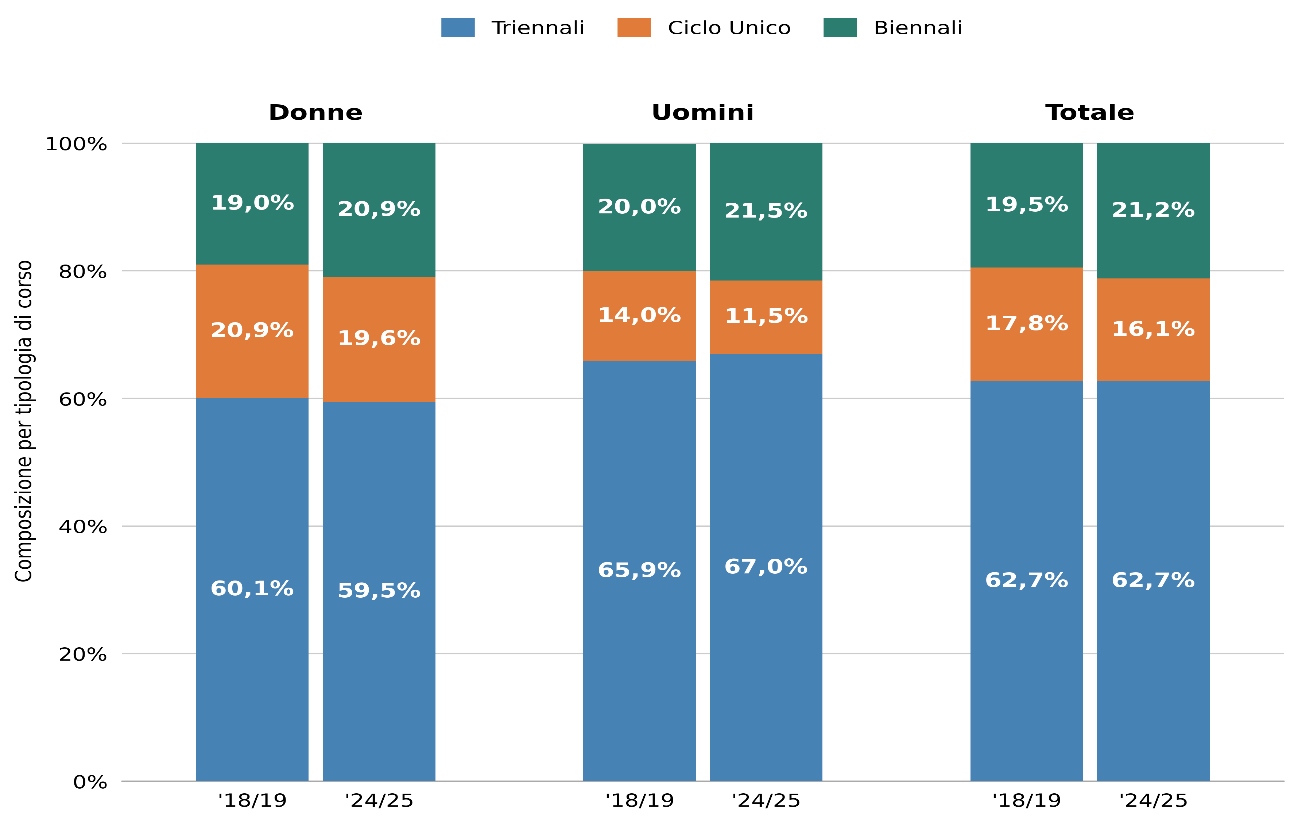 Triennali Ciclo Unico Biennali
Donne Uomini Totale
Composizione per tipologia di corso
100%
80%
60%
40%
20%
0%
19,0% 20,9% 20,0% 21,5% 19,5% 21,2%
20,9% 19,6% 14,0% 11,5% 17,8% 16,1%
60,1% 59,5% 65,9% 67,0% 62,7% 62,7%
'18/19 '24/25 '18/19 '24/25 '18/19 '24/25